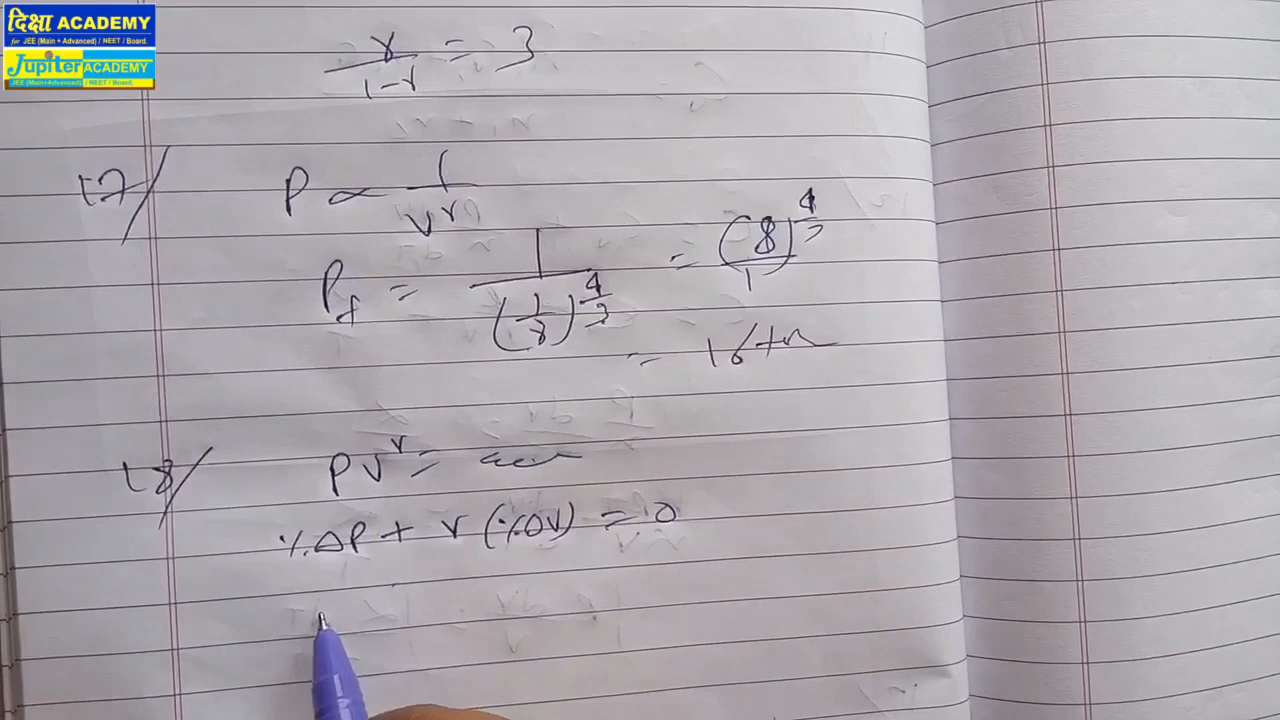 दिक्षा ACADEMY
for JEE (Main + Advanced) / NEET / Board.
Jupiter ACADEMY
JEE (Main+Advanced) / NEET / Board.
γ/(1-γ) = 3
17/ P ∝ 1/V^γ
P_f = 1/(1/8)^(4/3) = (8)^(4/3)/1
= 16
18/ PV^γ =
%ΔP + γ(%ΔV) = 0